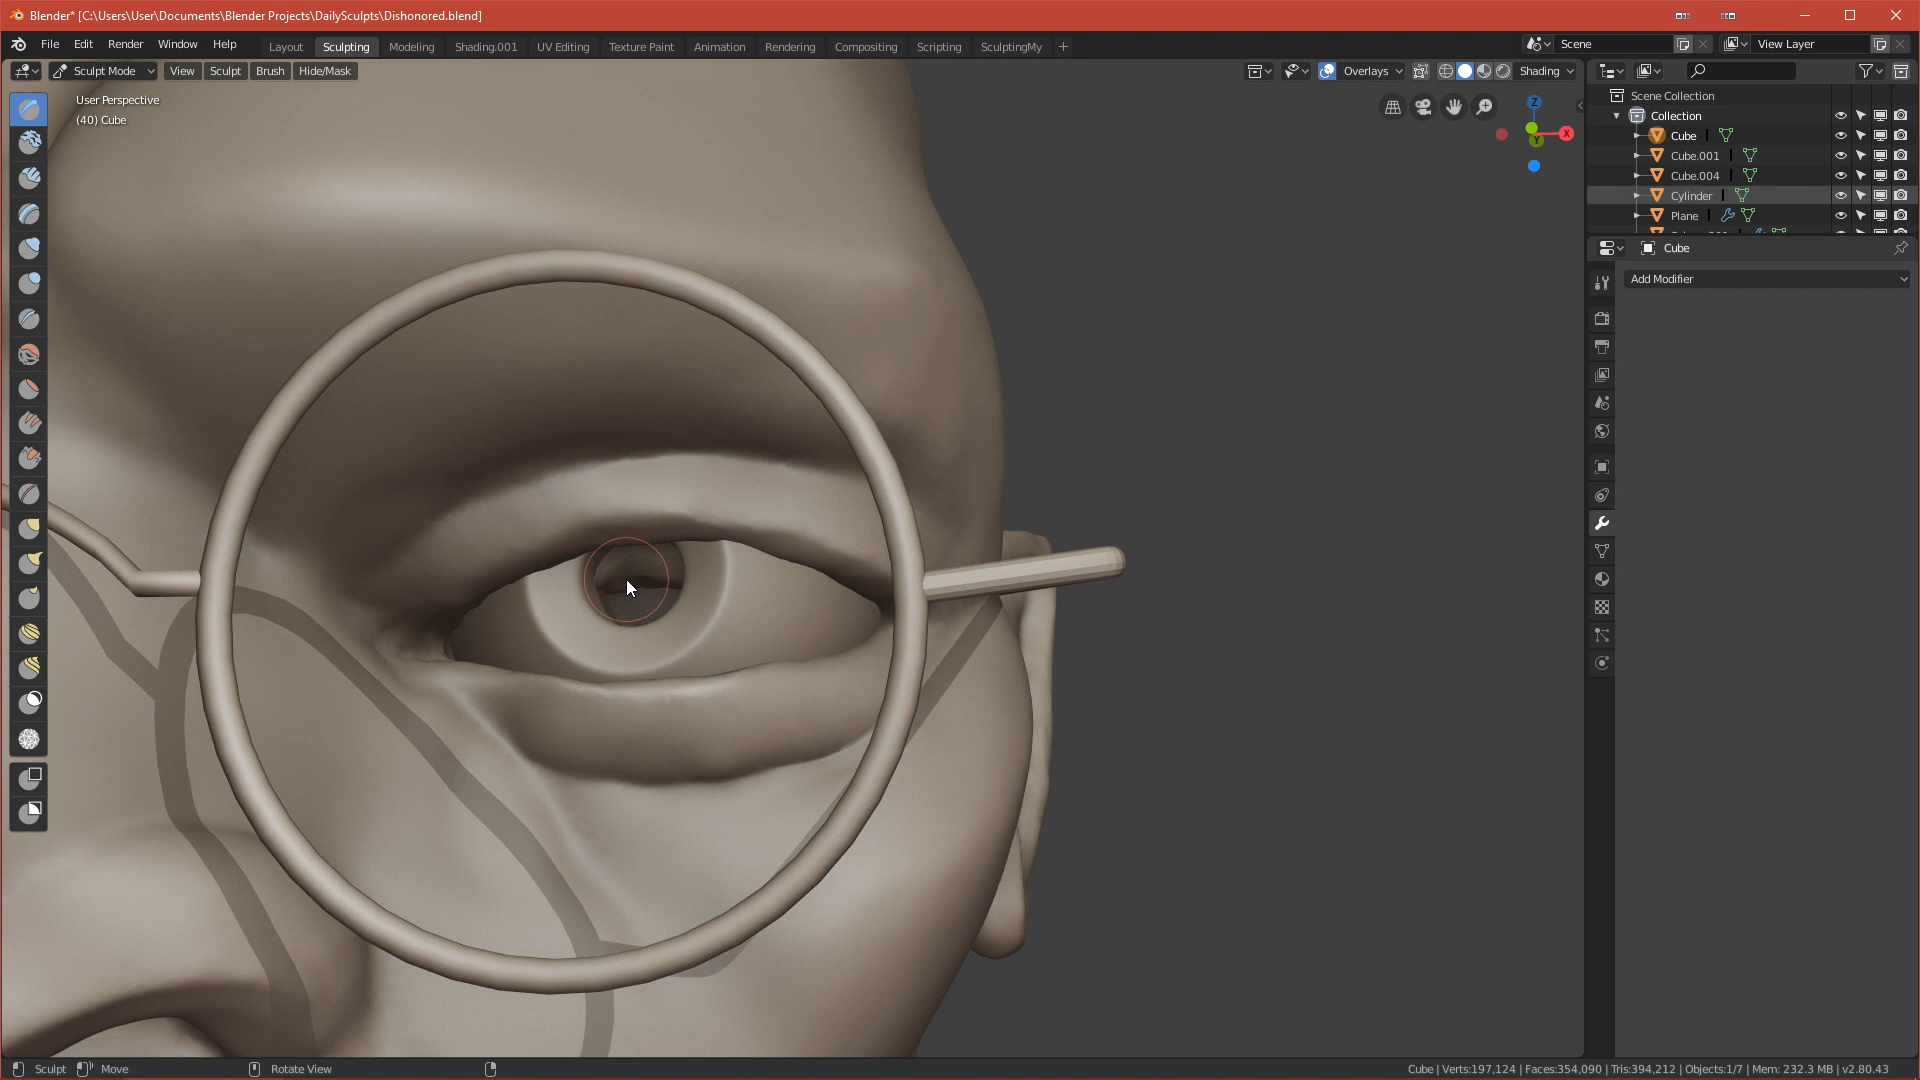 Blender* [C:\Users\User\Documents\Blender Projects\DailySculpts\Dishonored.blend]
File Edit Render Window Help Layout Sculpting Modeling Shading.001 UV Editing Texture Paint Animation Rendering Compositing Scripting SculptingMy + Scene View Layer
Sculpt Mode View Sculpt Brush Hide/Mask Overlays Shading
User Perspective
(40) Cube
Z
X
Y
Scene Collection
Collection
Cube
Cube.001
Cube.004
Cylinder
Plane
Cube
Add Modifier
Sculpt Move Rotate View Cube | Verts:197,124 | Faces:354,090 | Tris:394,212 | Objects:1/7 | Mem: 232.3 MB | v2.80.43